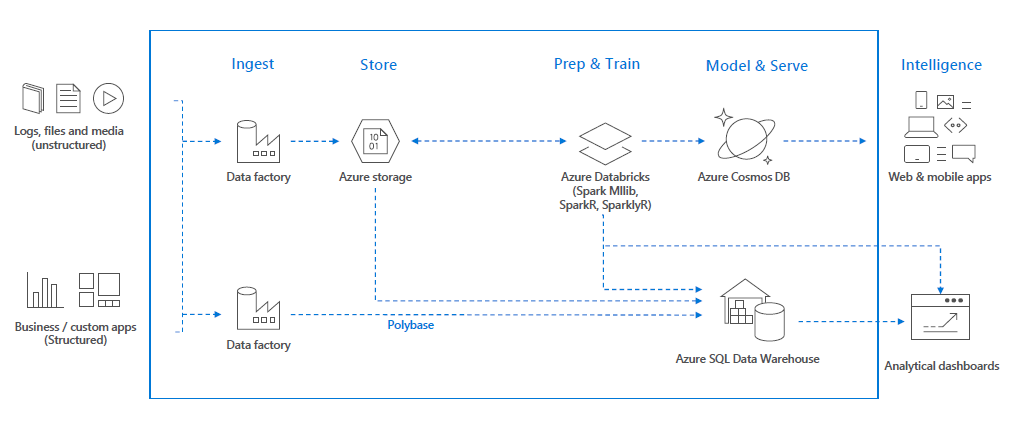 Ingest
Store
Prep & Train
Model & Serve
Intelligence
Logs, files and media
(unstructured)
10
01
Data factory
Azure storage
Azure Databricks
(Spark Mllib,
SparkR, SparklyR)
Azure Cosmos DB
Web & mobile apps
Business / custom apps
(Structured)
Data factory
Polybase
Azure SQL Data Warehouse
Analytical dashboards